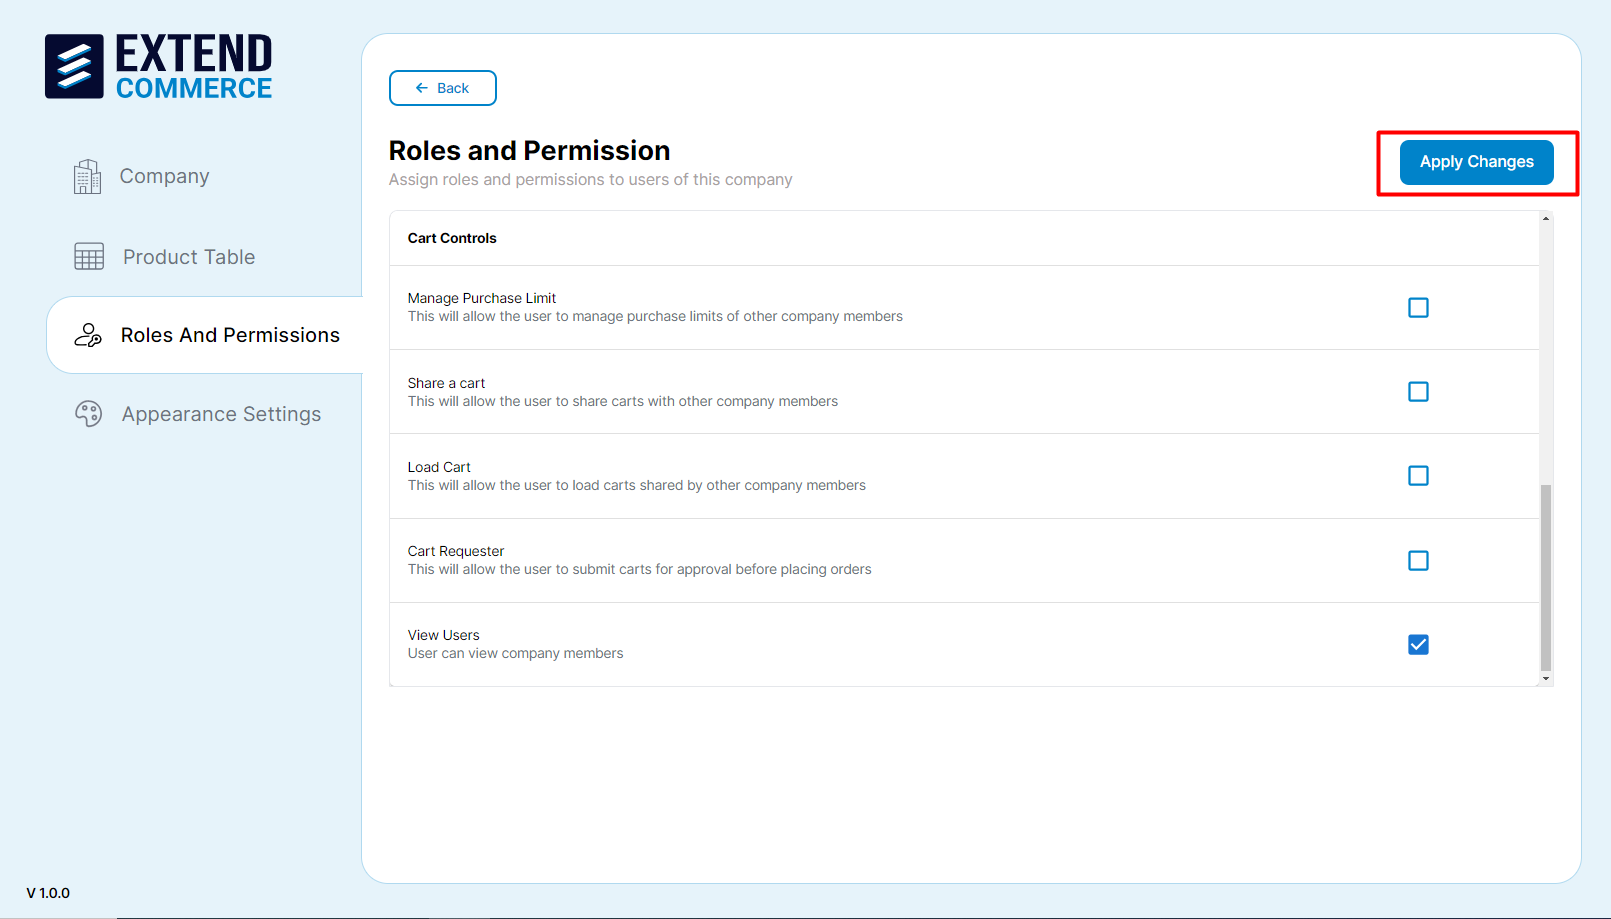 EXTEND
COMMERCE
Company
Product Table
Roles And Permissions
Appearance Settings
V 1.0.0
Back
Roles and Permission
Assign roles and permissions to users of this company
Apply Changes
Cart Controls
Manage Purchase Limit
This will allow the user to manage purchase limits of other company members
Share a cart
This will allow the user to share carts with other company members
Load Cart
This will allow the user to load carts shared by other company members
Cart Requester
This will allow the user to submit carts for approval before placing orders
View Users
User can view company members